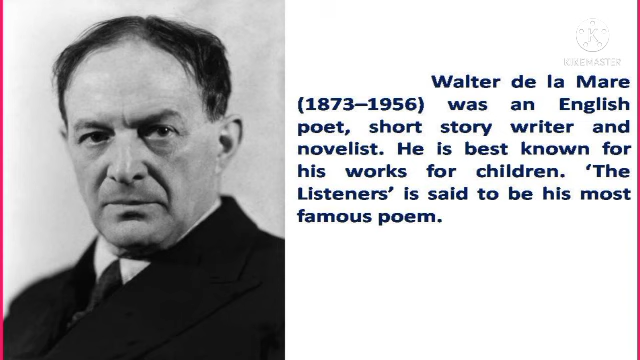 KINEMASTER
Walter de la Mare
(1873–1956) was an English
poet, short story writer and
novelist. He is best known for
his works for children. ‘The
Listeners’ is said to be his most
famous poem.